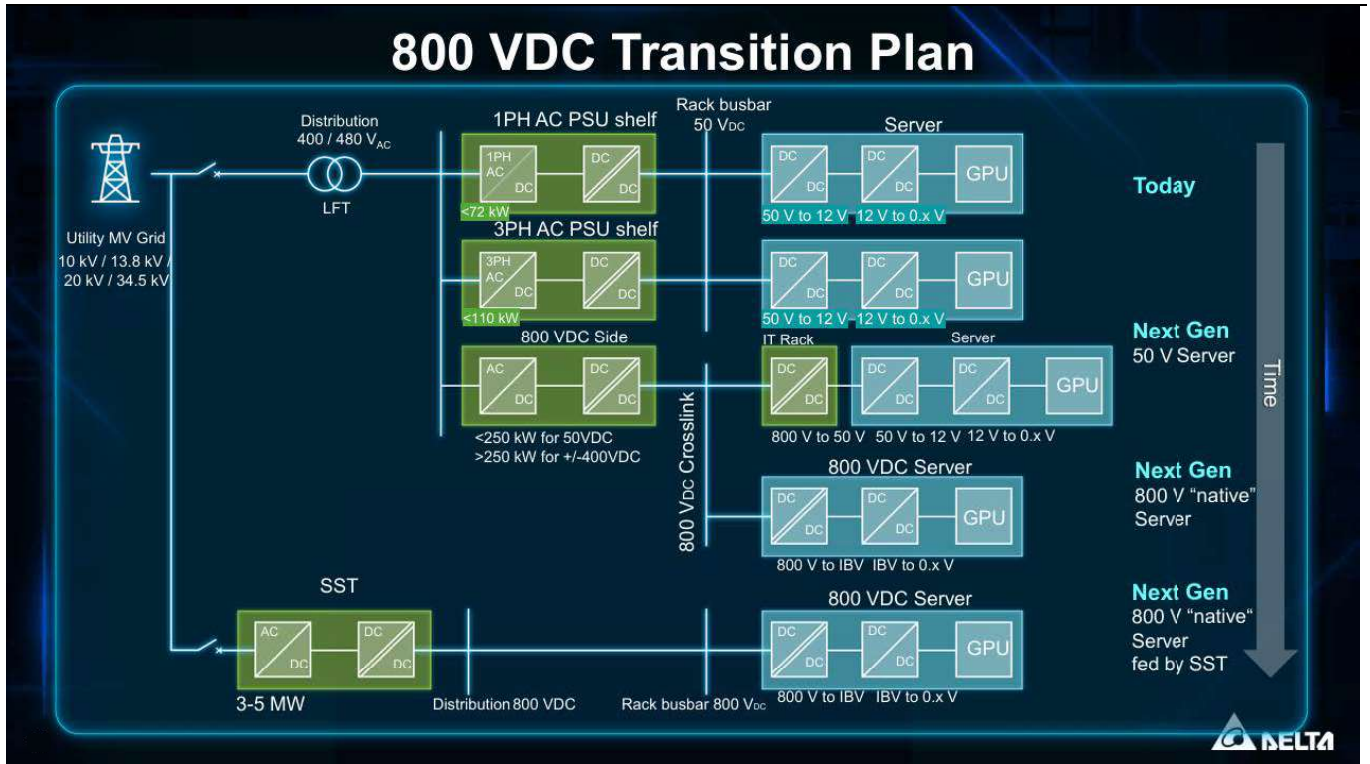 800 VDC Transition Plan
Distribution
400 / 480 VAC
LFT
Utility MV Grid
10 kV / 13.8 kV /
20 kV / 34.5 kV
1PH AC PSU shelf
1PH
AC
DC
DC
DC
<72 kW
Rack busbar
50 VDC
Server
DC
DC
DC
DC
GPU
50 V to 12 V 12 V to 0.x V
Today
3PH AC PSU shelf
3PH
AC
DC
DC
DC
<110 kW
DC
DC
DC
DC
GPU
50 V to 12 V 12 V to 0.x V
800 VDC Side
AC
DC
DC
DC
<250 kW for 50VDC
>250 kW for +/-400VDC
800 VDC Crosslink
IT Rack
DC
DC
800 V to 50 V
Server
DC
DC
DC
DC
GPU
50 V to 12 V 12 V to 0.x V
Next Gen
50 V Server
800 VDC Server
DC
DC
DC
DC
GPU
800 V to IBV IBV to 0.x V
Next Gen
800 V “native”
Server
SST
AC
DC
DC
DC
3-5 MW
Distribution 800 VDC
Rack busbar 800 VDC
800 VDC Server
DC
DC
DC
DC
GPU
800 V to IBV IBV to 0.x V
Next Gen
800 V “native“
Server
fed by SST
Time
DELTA